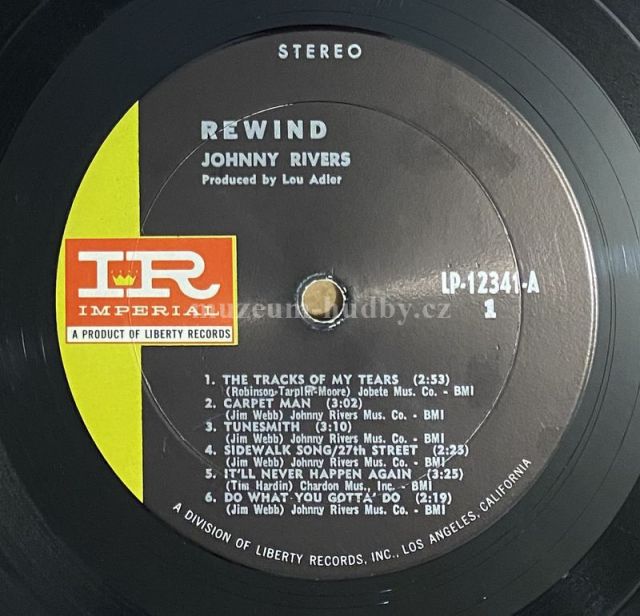 STEREO
REWIND
JOHNNY RIVERS
Produced by Lou Adler
IR
IMPERIAL
A PRODUCT OF LIBERTY RECORDS
LP-12341-A
1
muzeum-hudby.cz
1. THE TRACKS OF MY TEARS (2:53)
(Robinson-Tarplin-Moore) Jobete Mus. Co. - BMI
2. CARPET MAN (3:02)
(Jim Webb) Johnny Rivers Mus. Co. - BMI
3. TUNESMITH (3:10)
(Jim Webb) Johnny Rivers Mus. Co. - BMI
4. SIDEWALK SONG/27th STREET (2:25)
(Jim Webb) Johnny Rivers Mus. Co. - BMI
5. IT'LL NEVER HAPPEN AGAIN (3:25)
(Tim Hardin) Chardon Mus., Inc. - BMI
6. DO WHAT YOU GOTTA' DO (2:19)
(Jim Webb) Johnny Rivers Mus. Co. - BMI
A DIVISION OF LIBERTY RECORDS, INC., LOS ANGELES, CALIFORNIA